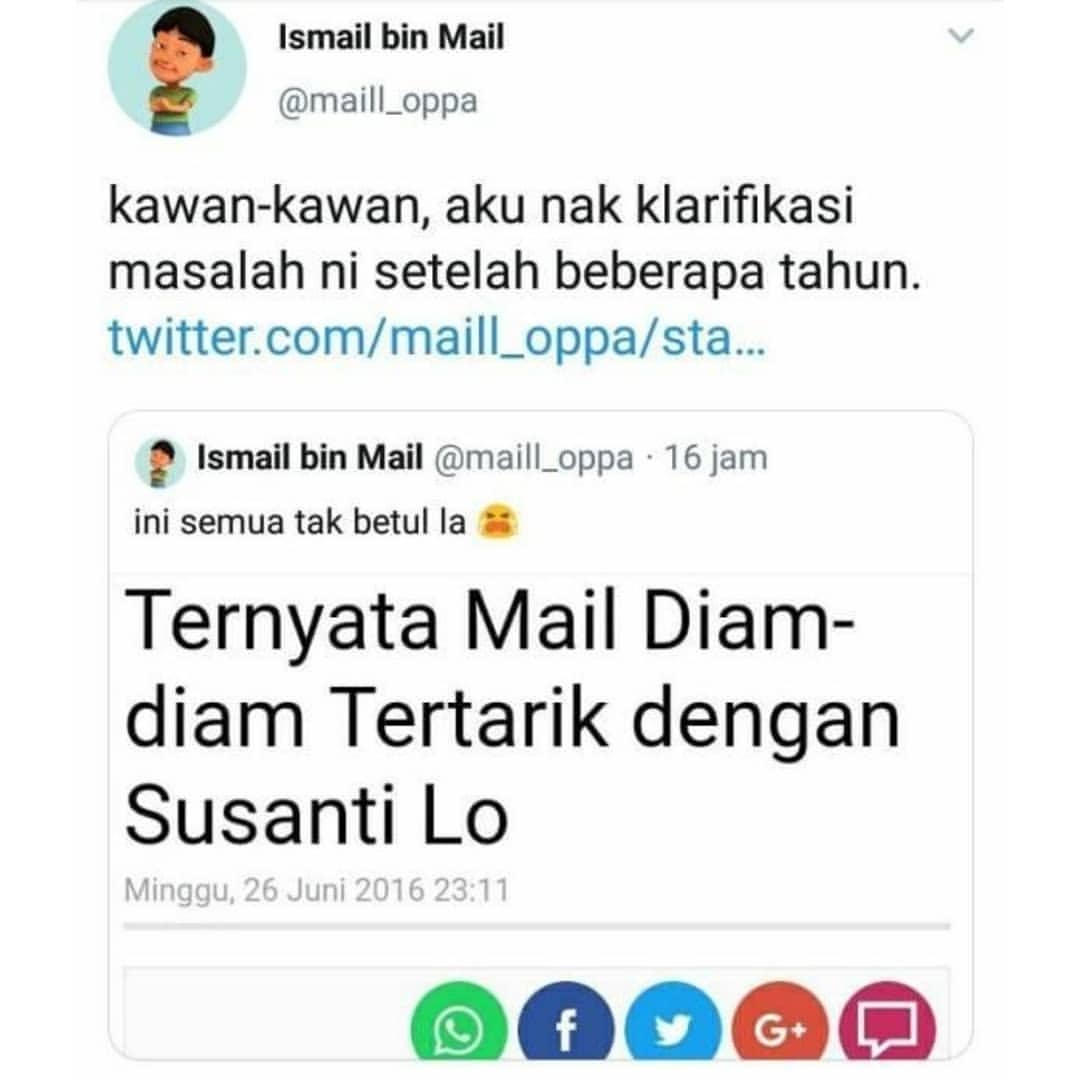 Ismail bin Mail
@maill_oppa
kawan-kawan, aku nak klarifikasi
masalah ni setelah beberapa tahun.
twitter.com/maill_oppa/sta...
Ismail bin Mail @maill_oppa · 16 jam
ini semua tak betul la 😫
Ternyata Mail Diam-
diam Tertarik dengan
Susanti Lo
Minggu, 26 Juni 2016 23:11
f G+